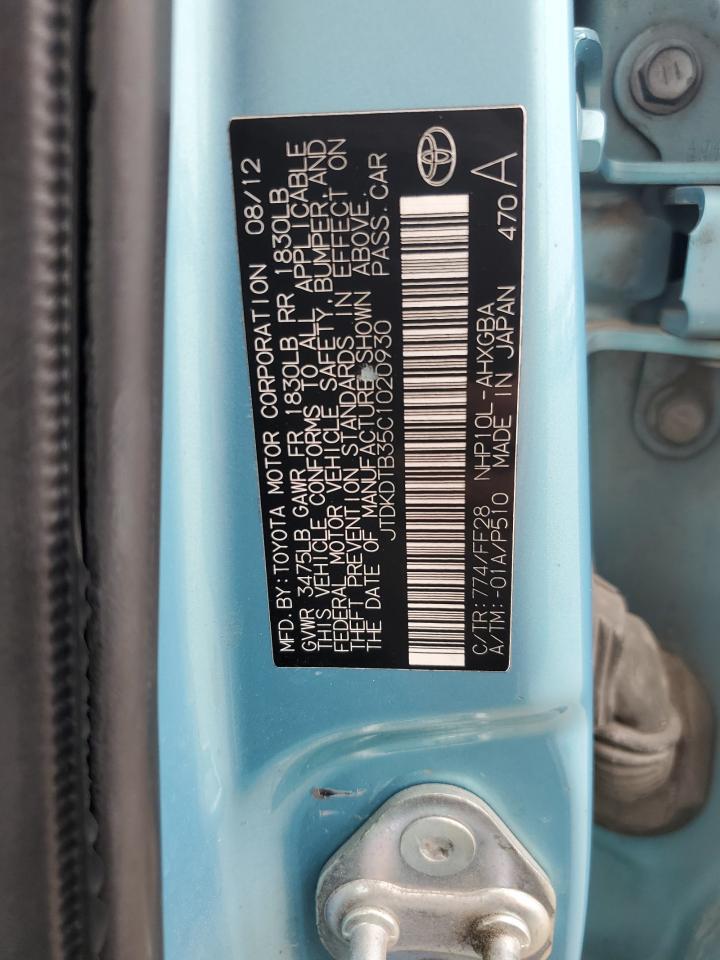 MFD. BY: TOYOTA MOTOR CORPORATION 08/12
GVWR 3475LB GAWR FR 1830LB RR 1830LB
THIS VEHICLE CONFORMS TO ALL APPLICABLE
FEDERAL MOTOR VEHICLE SAFETY, BUMPER, AND
THEFT PREVENTION STANDARDS IN EFFECT ON
THE DATE OF MANUFACTURE SHOWN ABOVE.
JTDKDTB35C1020930 PASS. CAR
C/TR: 774/FF28 NHP10L-AHXGBA
A/TM: -01A/P510 MADE IN JAPAN 470 A